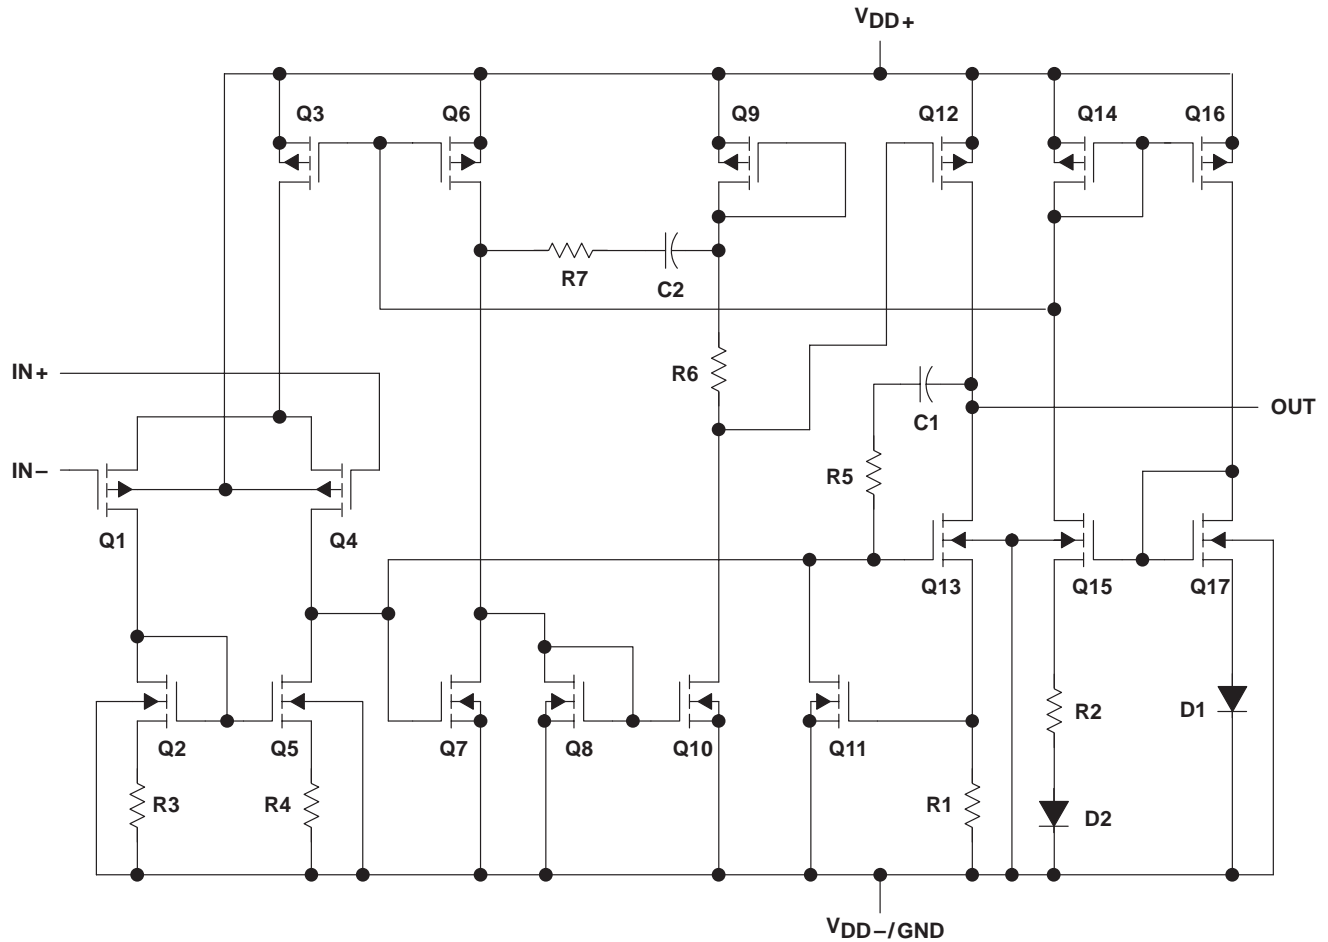 VDD+
Q3
Q6
Q9
Q12
Q14
Q16
R7
C2
IN+
R6
C1
OUT
IN−
R5
Q1
Q4
Q13
Q15
Q17
Q2
Q5
Q7
Q8
Q10
Q11
R2
D1
R3
R4
R1
D2
VDD−/GND